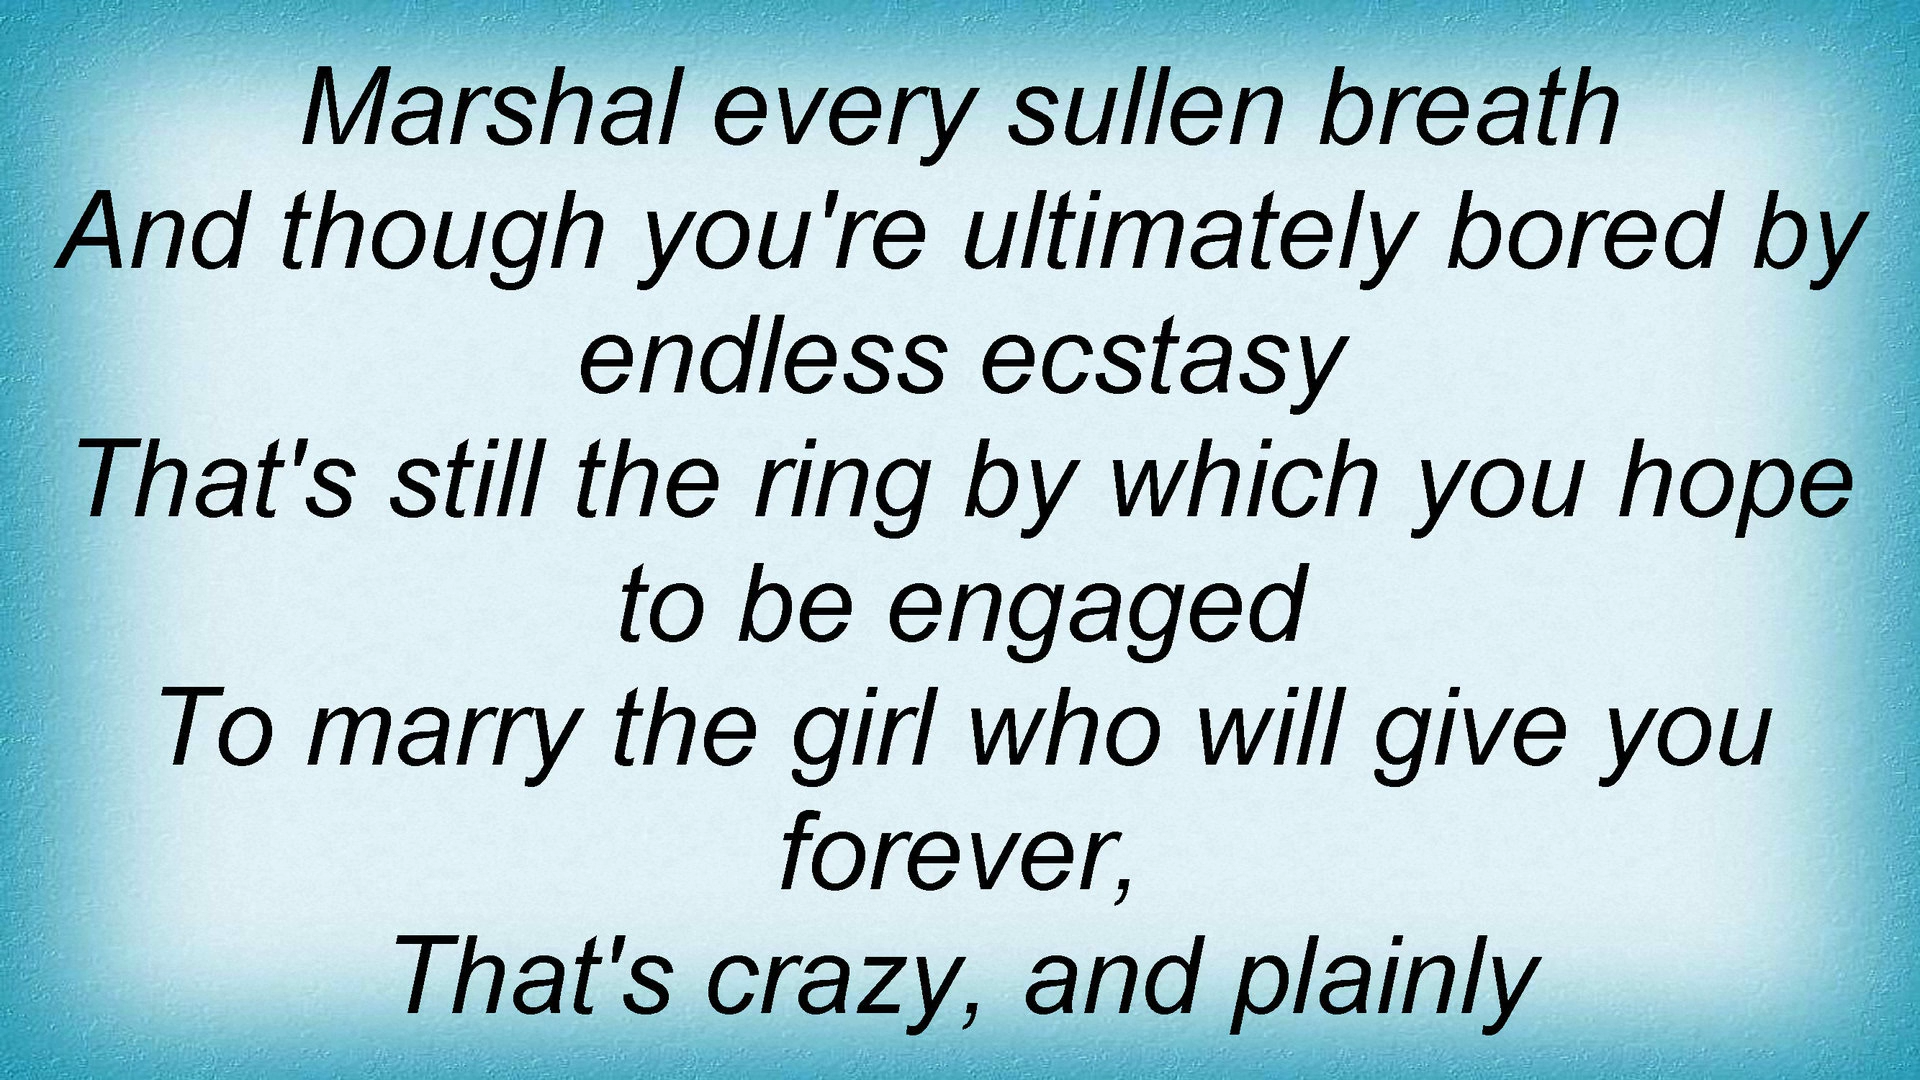 Marshal every sullen breath
And though you're ultimately bored by
endless ecstasy
That's still the ring by which you hope
to be engaged
To marry the girl who will give you
forever,
That's crazy, and plainly